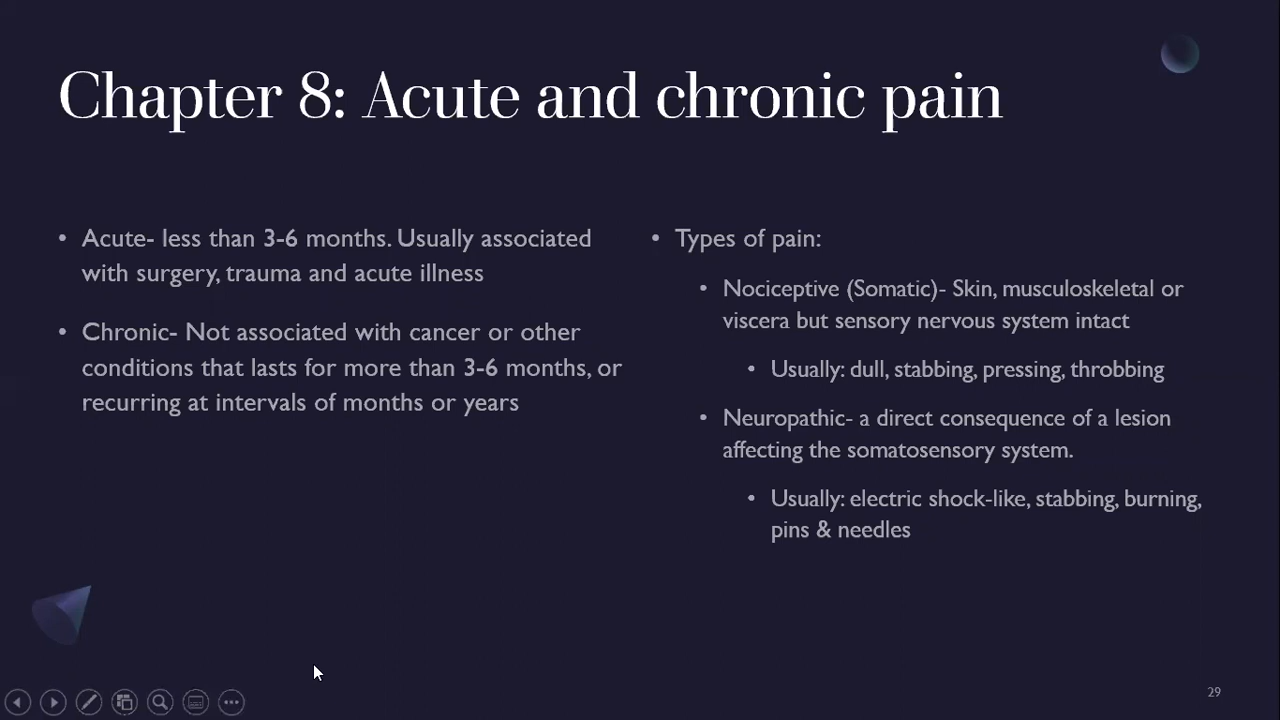 Chapter 8: Acute and chronic pain
• Acute- less than 3-6 months. Usually associated
with surgery, trauma and acute illness
• Chronic- Not associated with cancer or other
conditions that lasts for more than 3-6 months, or
recurring at intervals of months or years
• Types of pain:
• Nociceptive (Somatic)- Skin, musculoskeletal or
viscera but sensory nervous system intact
• Usually: dull, stabbing, pressing, throbbing
• Neuropathic- a direct consequence of a lesion
affecting the somatosensory system.
• Usually: electric shock-like, stabbing, burning,
pins & needles
29